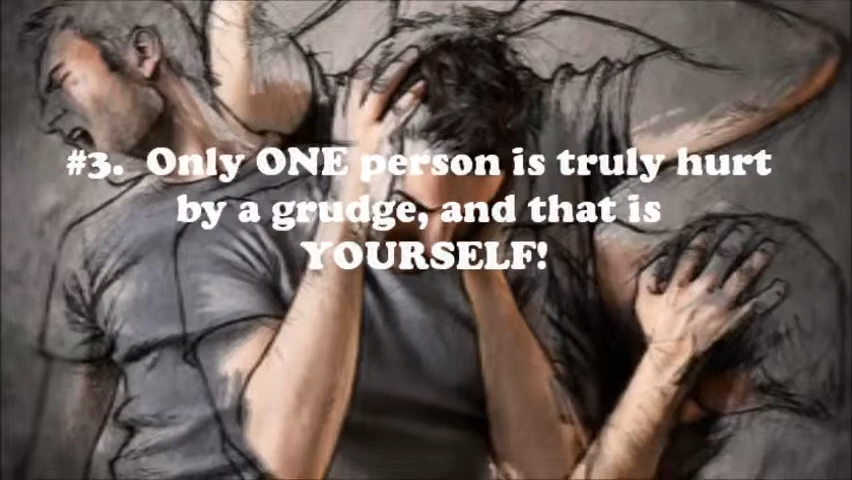 #3. Only ONE person is truly hurt
by a grudge, and that is
YOURSELF!